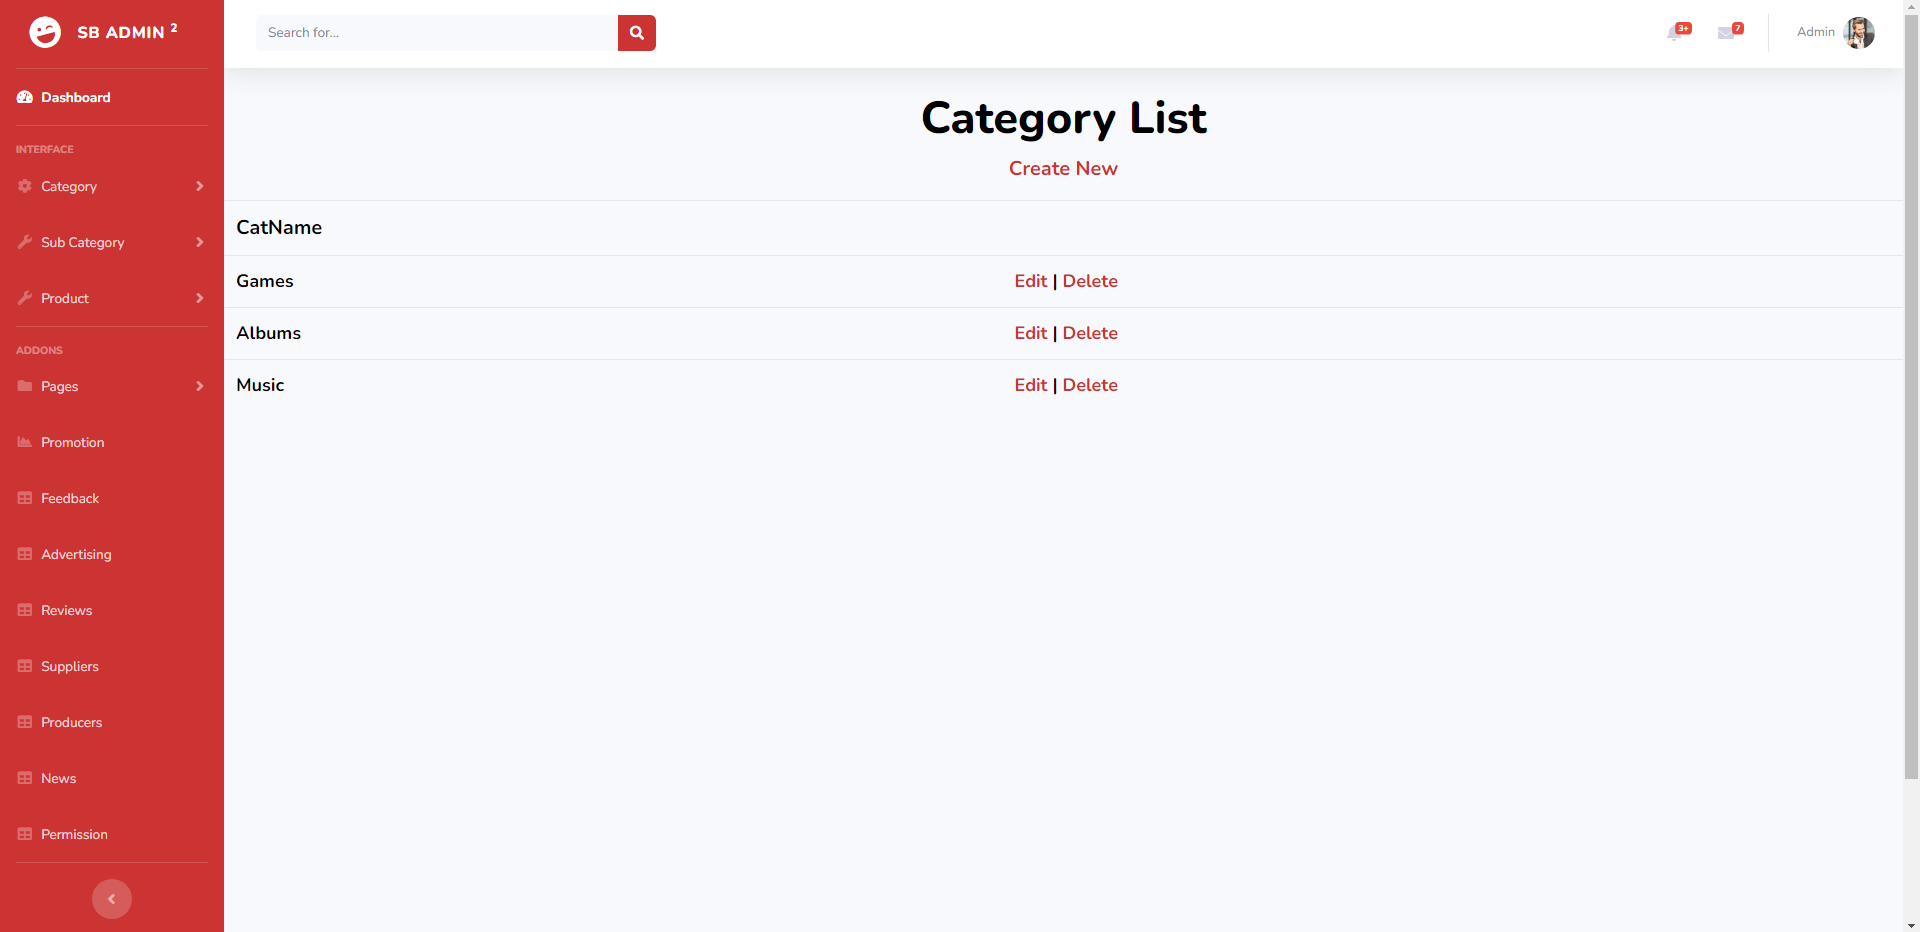 SB ADMIN 2
Search for...
3+
7
Admin
Dashboard
INTERFACE
Category
Sub Category
Product
ADDONS
Pages
Promotion
Feedback
Advertising
Reviews
Suppliers
Producers
News
Permission
Category List
Create New
CatName
Games Edit | Delete
Albums Edit | Delete
Music Edit | Delete